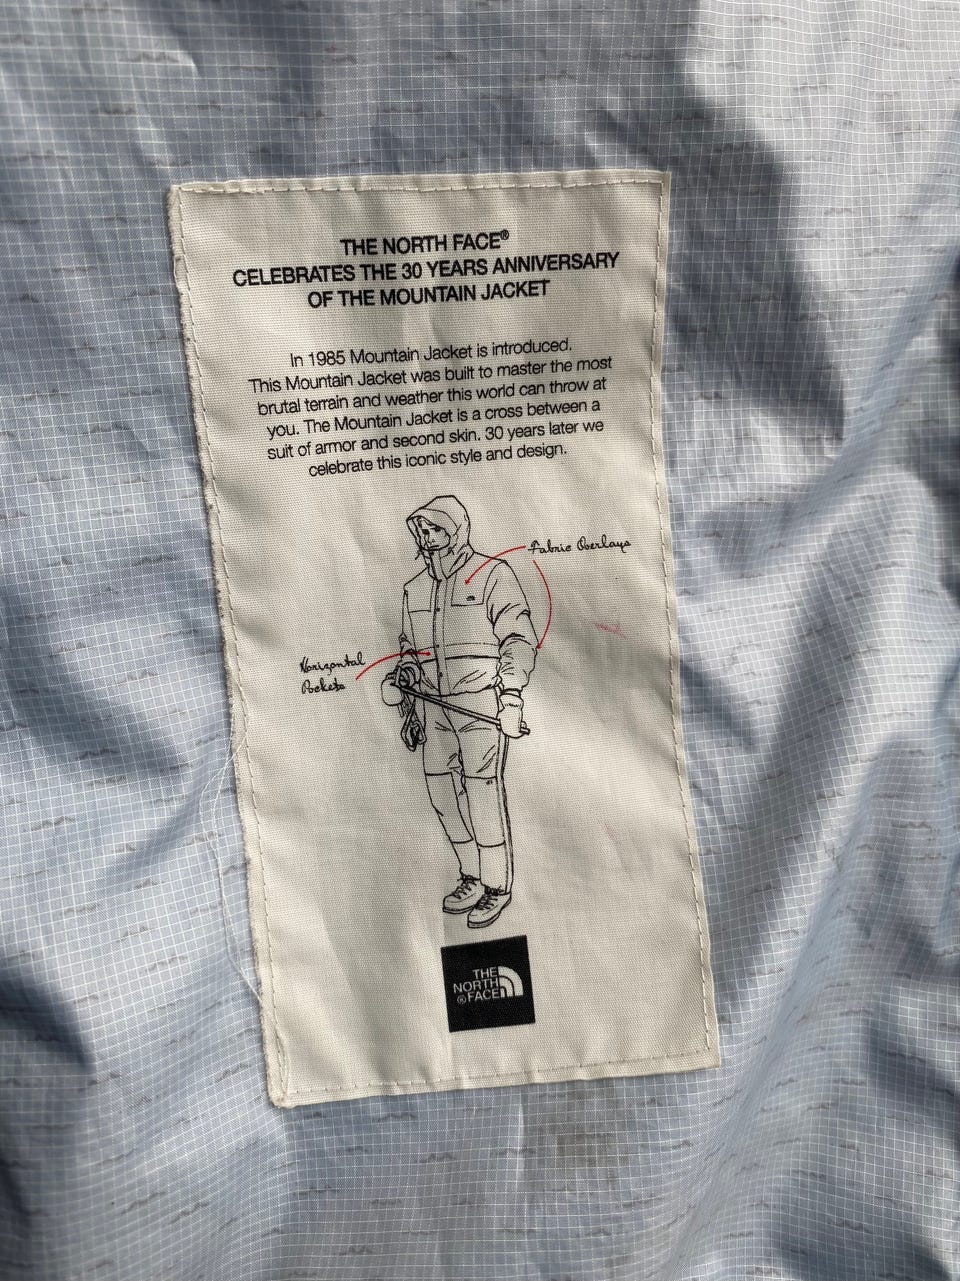 THE NORTH FACE®
CELEBRATES THE 30 YEARS ANNIVERSARY
OF THE MOUNTAIN JACKET
In 1985 Mountain Jacket is introduced.
This Mountain Jacket was built to master the most
brutal terrain and weather this world can throw at
you. The Mountain Jacket is a cross between a
suit of armor and second skin. 30 years later we
celebrate this iconic style and design.
Fabric Overlays
Horizontal
Pockets
THE
NORTH
® FACE